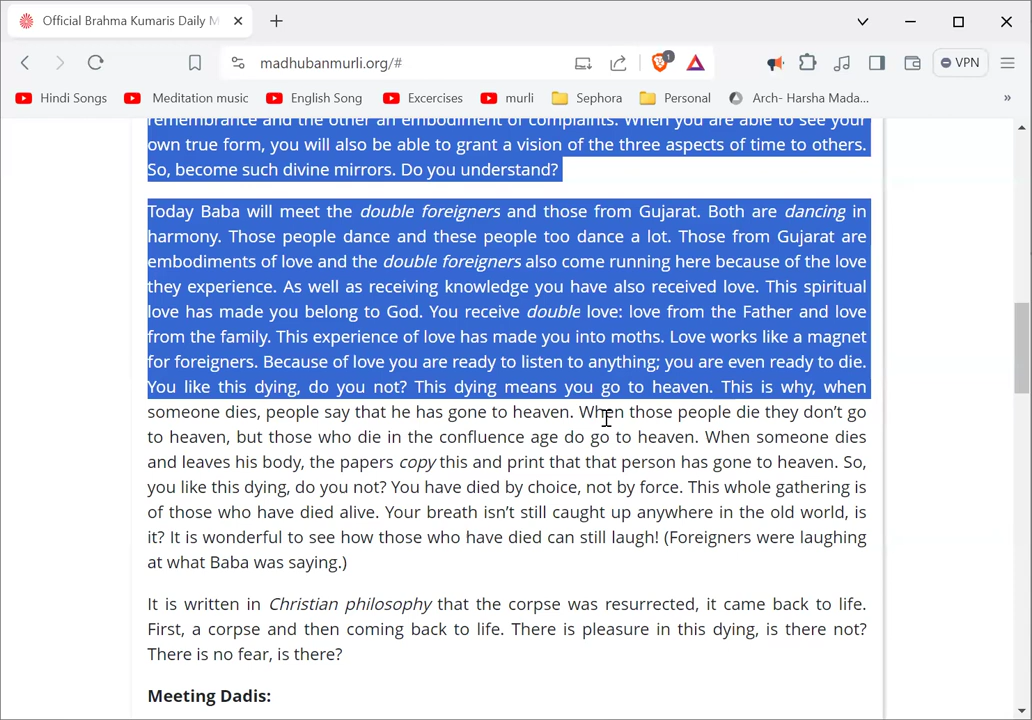 Official Brahma Kumaris Daily M
madhubanmurli.org/#
1
VPN
Hindi Songs
Meditation music
English Song
Excercises
murli
Sephora
Personal
Arch- Harsha Mada...
»
remembrance and the other an embodiment of complaints. When you are able to see your
own true form, you will also be able to grant a vision of the three aspects of time to others.
So, become such divine mirrors. Do you understand?
Today Baba will meet the double foreigners and those from Gujarat. Both are dancing in
harmony. Those people dance and these people too dance a lot. Those from Gujarat are
embodiments of love and the double foreigners also come running here because of the love
they experience. As well as receiving knowledge you have also received love. This spiritual
love has made you belong to God. You receive double love: love from the Father and love
from the family. This experience of love has made you into moths. Love works like a magnet
for foreigners. Because of love you are ready to listen to anything; you are even ready to die.
You like this dying, do you not? This dying means you go to heaven. This is why, when
someone dies, people say that he has gone to heaven. When those people die they don’t go
to heaven, but those who die in the confluence age do go to heaven. When someone dies
and leaves his body, the papers copy this and print that that person has gone to heaven. So,
you like this dying, do you not? You have died by choice, not by force. This whole gathering is
of those who have died alive. Your breath isn’t still caught up anywhere in the old world, is
it? It is wonderful to see how those who have died can still laugh! (Foreigners were laughing
at what Baba was saying.)
It is written in Christian philosophy that the corpse was resurrected, it came back to life.
First, a corpse and then coming back to life. There is pleasure in this dying, is there not?
There is no fear, is there?
Meeting Dadis: